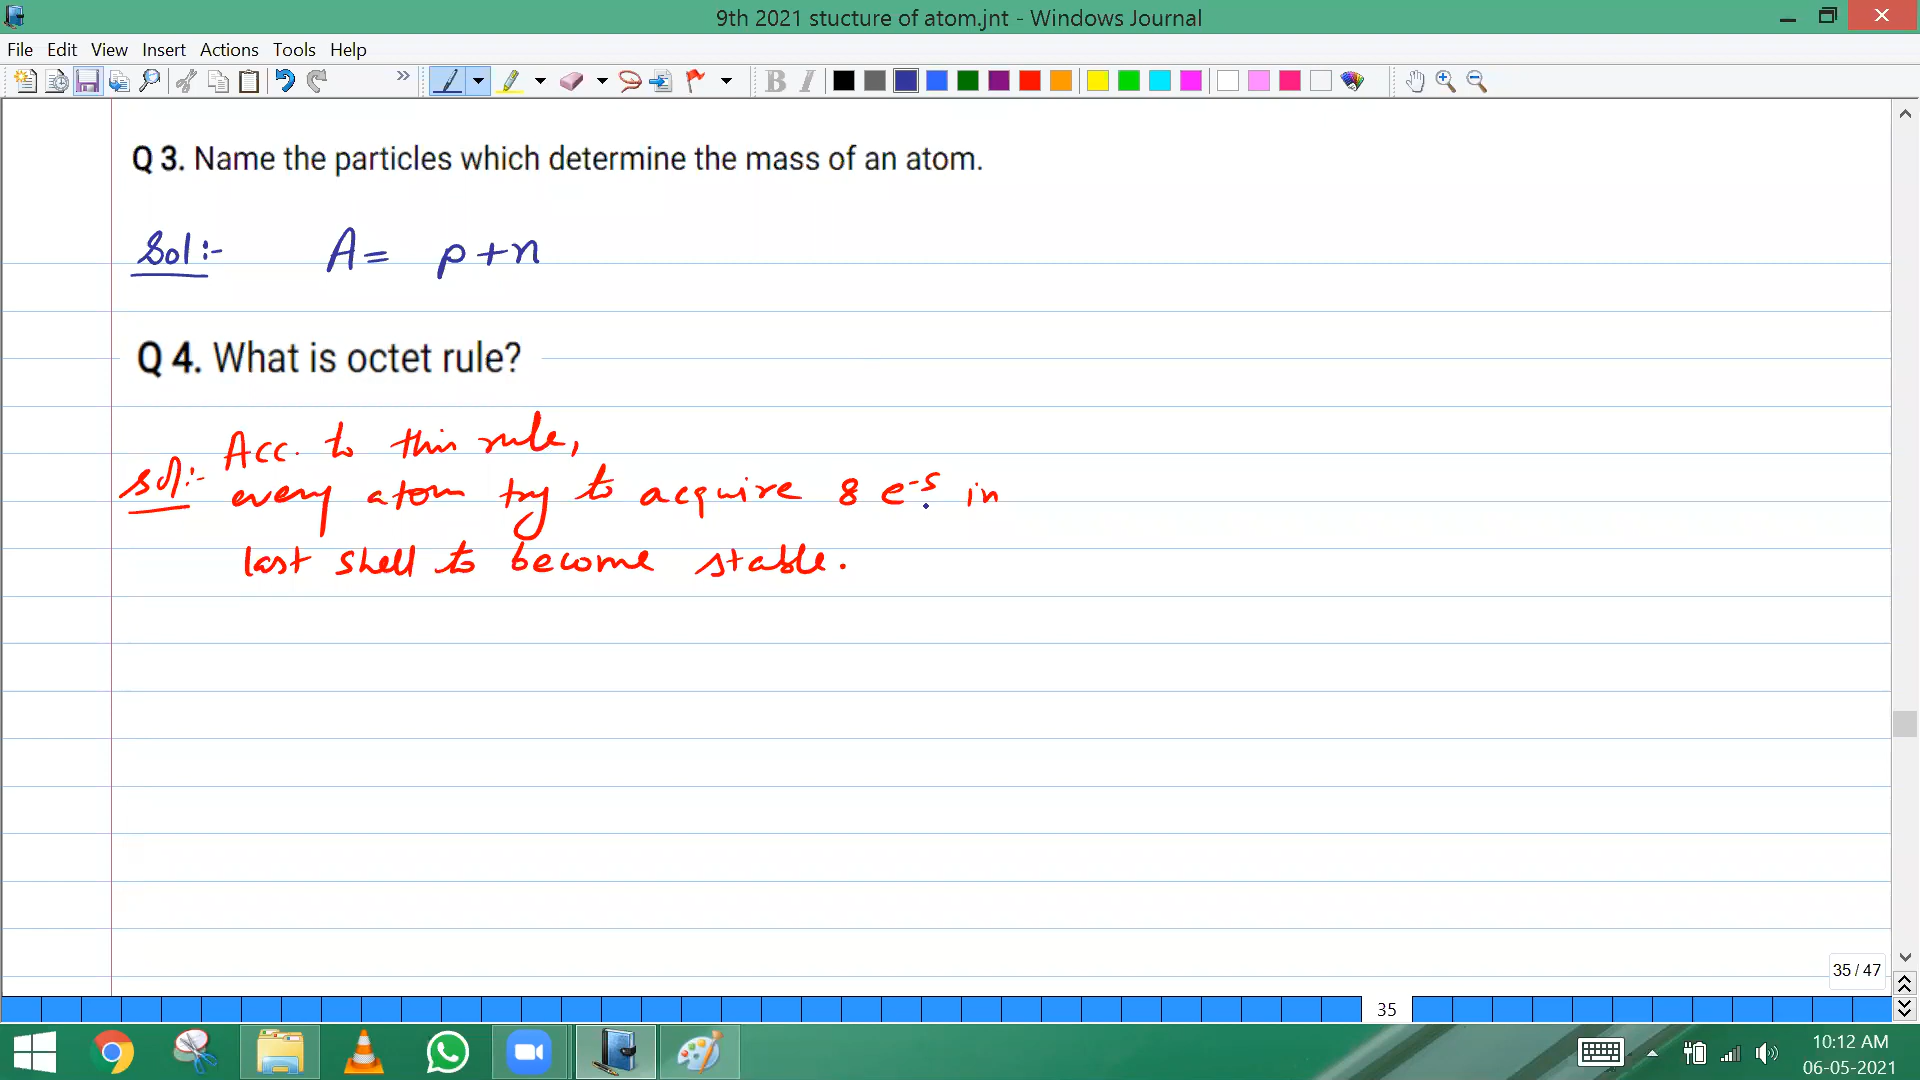 9th 2021 stucture of atom.jnt - Windows Journal
File Edit View Insert Actions Tools Help
B I
Q 3. Name the particles which determine the mass of an atom.
Sol:- A= p+n
Q 4. What is octet rule?
Sol:- Acc. to this rule,
every atom try to acquire 8 e-s in
last shell to become stable.
35 / 47
35
10:12 AM
06-05-2021